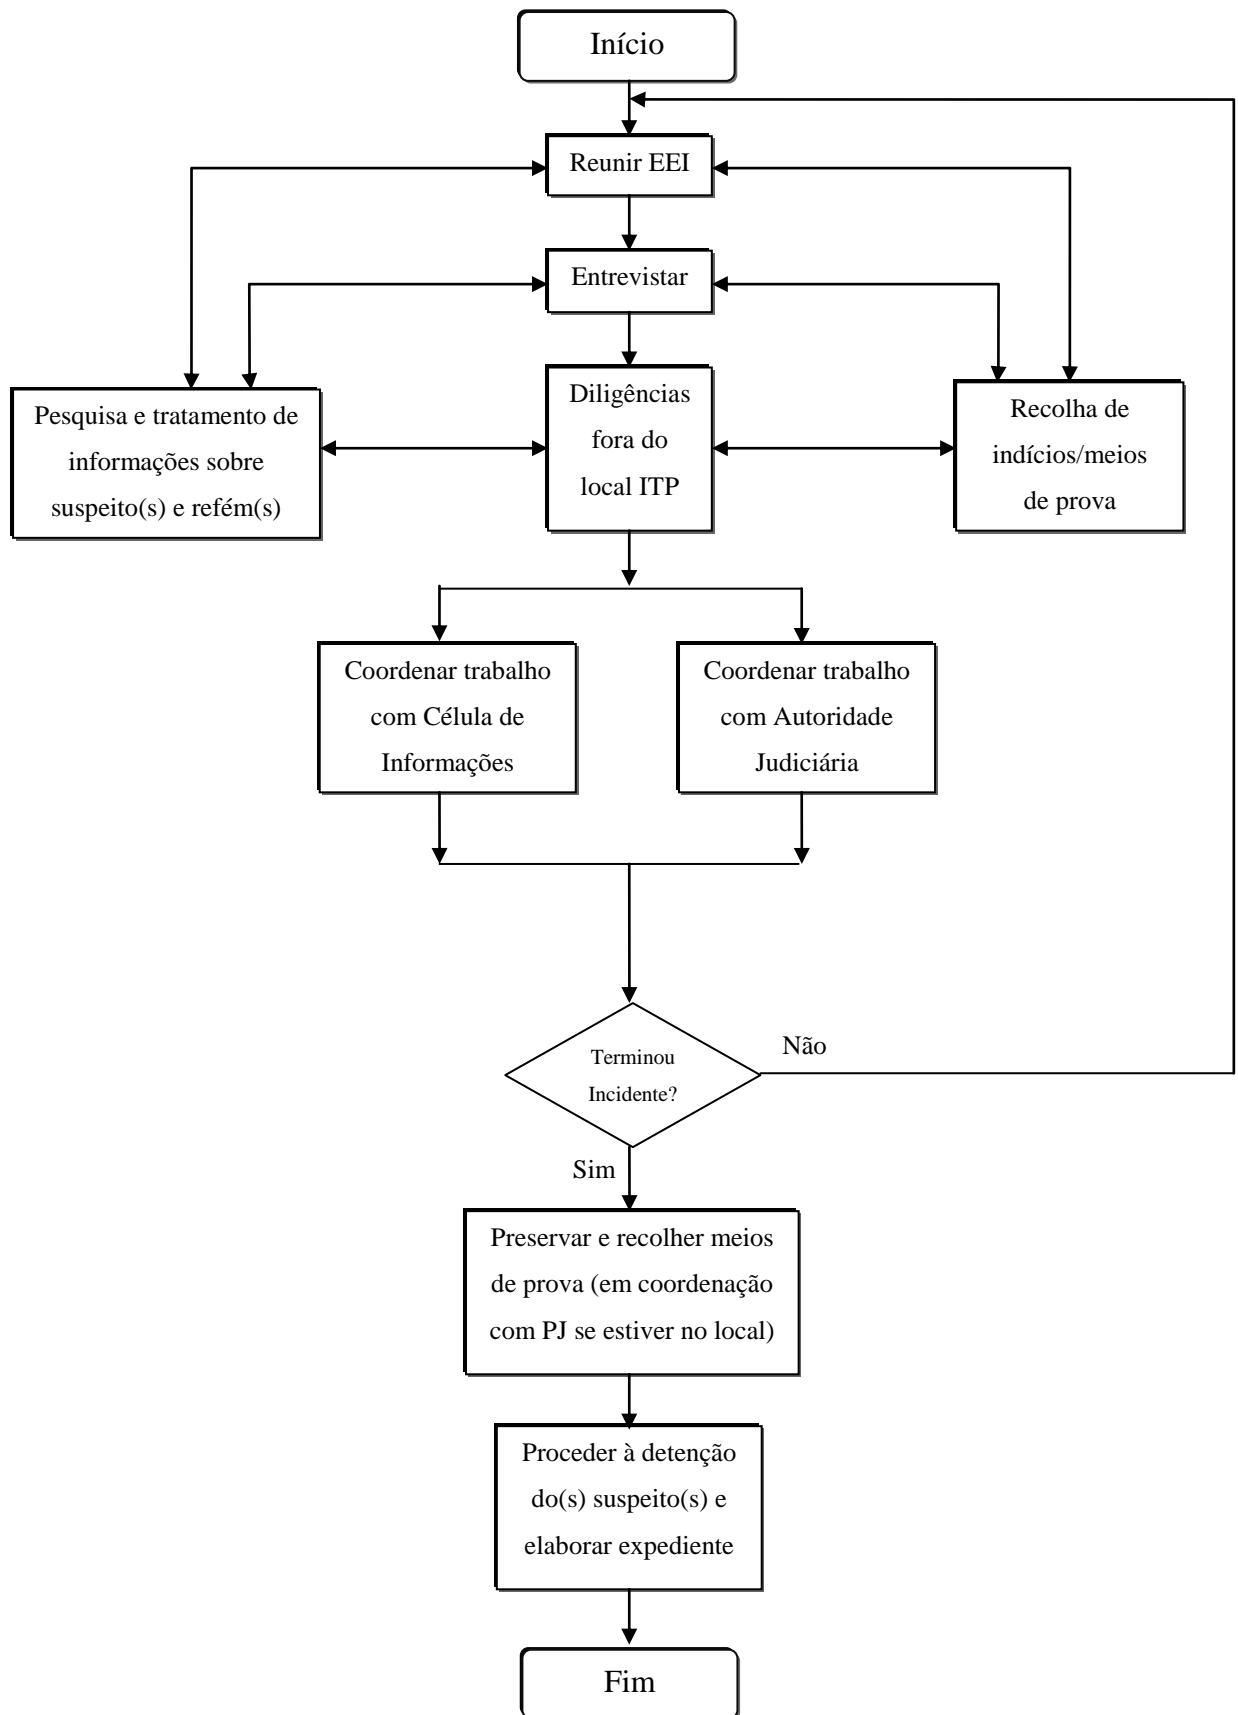 Início
Reunir EEI
Entrevistar
Pesquisa e tratamento de
informações sobre
suspeito(s) e refém(s)
Diligências
fora do
local ITP
Recolha de
indícios/meios
de prova
Coordenar trabalho
com Célula de
Informações
Coordenar trabalho
com Autoridade
Judiciária
Terminou
Incidente?
Não
Sim
Preservar e recolher meios
de prova (em coordenação
com PJ se estiver no local)
Proceder à detenção
do(s) suspeito(s) e
elaborar expediente
Fim